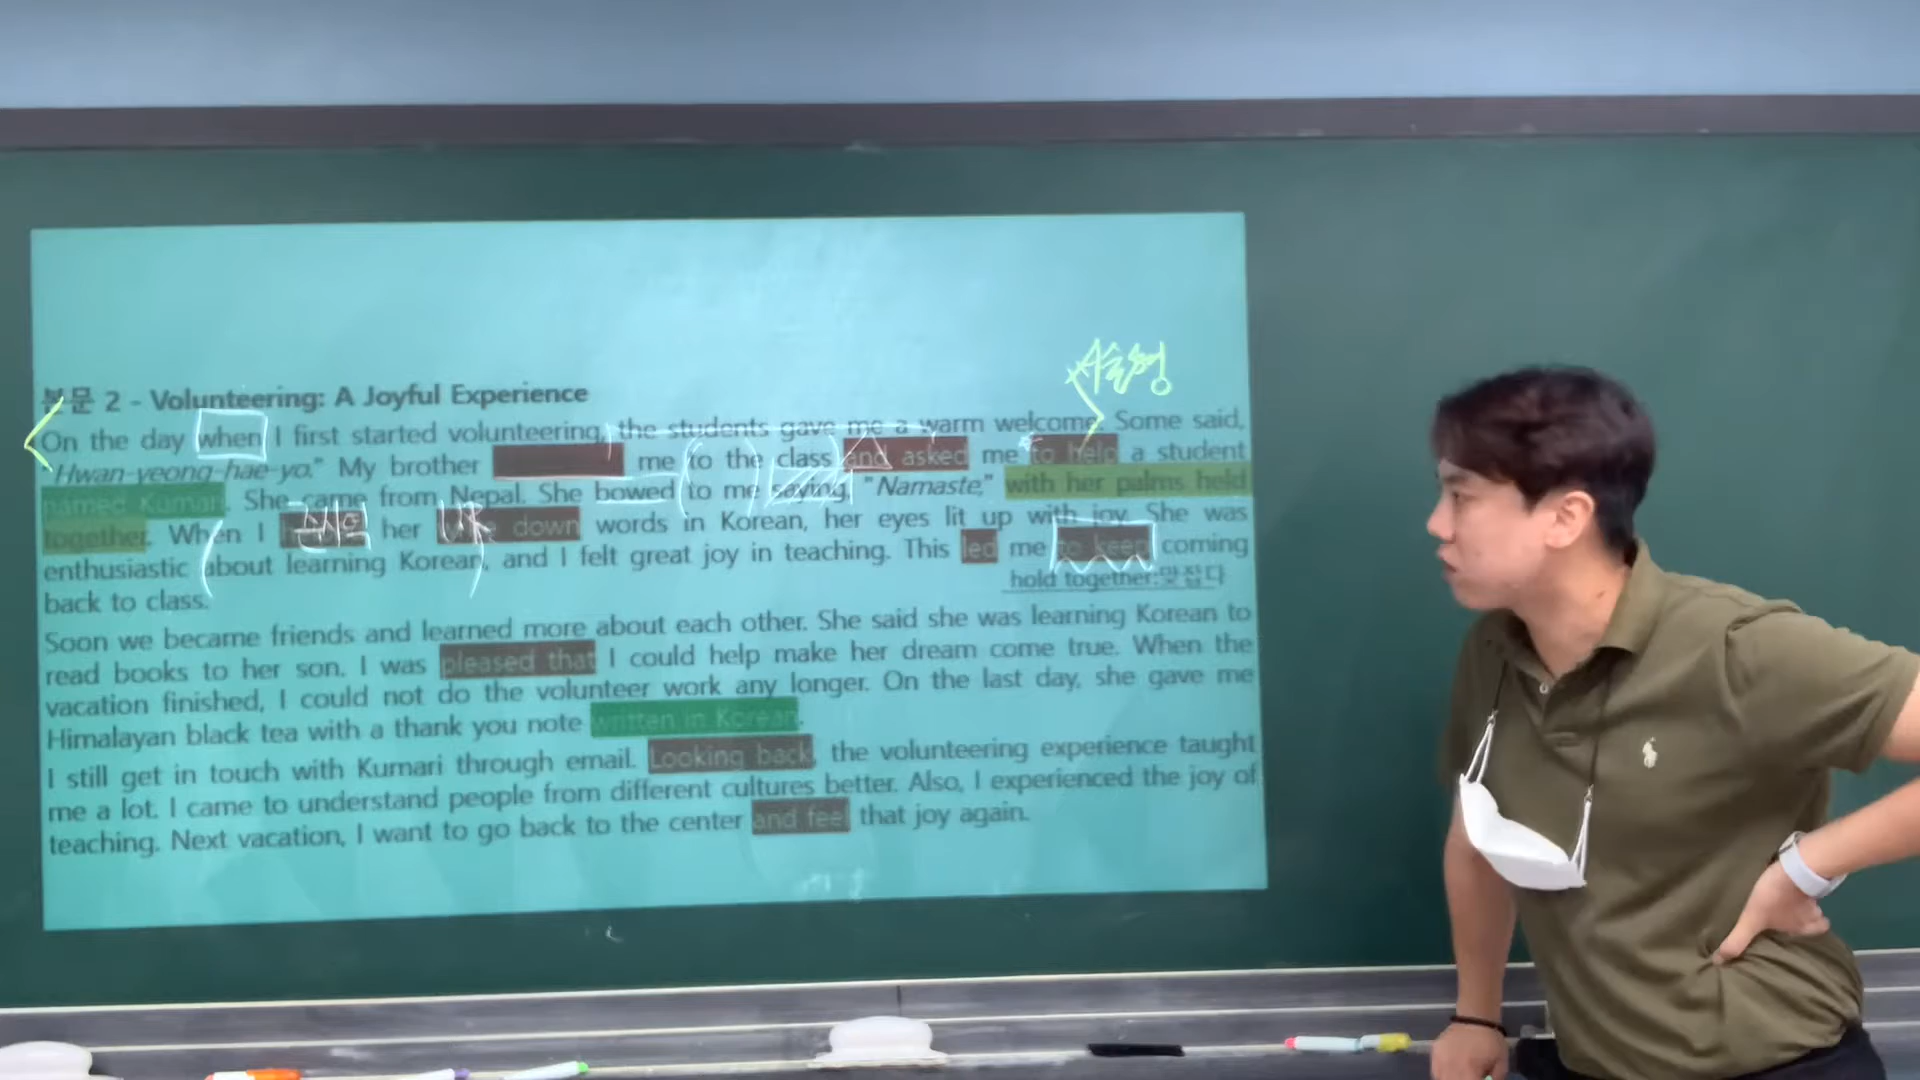 서술형
본문 2 - Volunteering: A Joyful Experience
On the day when I first started volunteering, the students gave me a warm welcome. Some said,
"Hwan-yeong-hae-yo." My brother me to the class and asked me to help a student
named Kumari. She came from Nepal. She bowed to me saying, "Namaste," with her palms held
together. When I her down words in Korean, her eyes lit up with joy. She was
enthusiastic about learning Korean, and I felt great joy in teaching. This led me to keep coming
hold together:맞잡다
back to class.
Soon we became friends and learned more about each other. She said she was learning Korean to
read books to her son. I was pleased that I could help make her dream come true. When the
vacation finished, I could not do the volunteer work any longer. On the last day, she gave me
Himalayan black tea with a thank you note written in Korean.
I still get in touch with Kumari through email. Looking back, the volunteering experience taught
me a lot. I came to understand people from different cultures better. Also, I experienced the joy of
teaching. Next vacation, I want to go back to the center and feel that joy again.